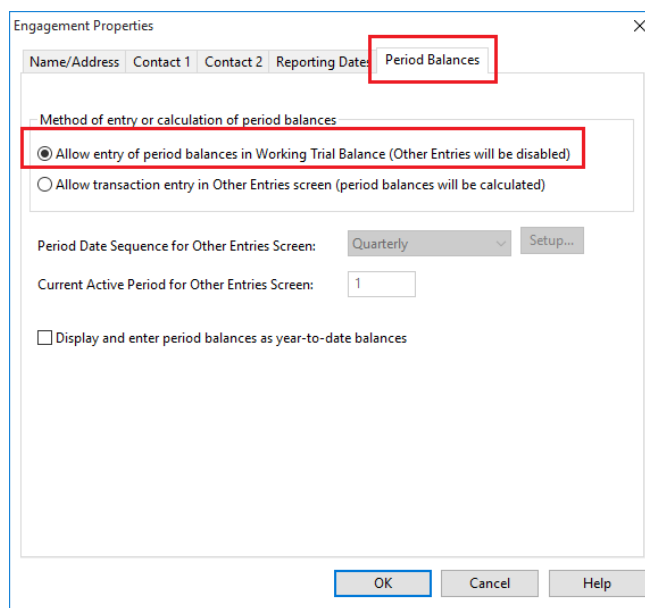 Engagement Properties
Name/Address Contact 1 Contact 2 Reporting Dates Period Balances
Method of entry or calculation of period balances
Allow entry of period balances in Working Trial Balance (Other Entries will be disabled)
Allow transaction entry in Other Entries screen (period balances will be calculated)
Period Date Sequence for Other Entries Screen: Quarterly Setup...
Current Active Period for Other Entries Screen: 1
Display and enter period balances as year-to-date balances
OK Cancel Help